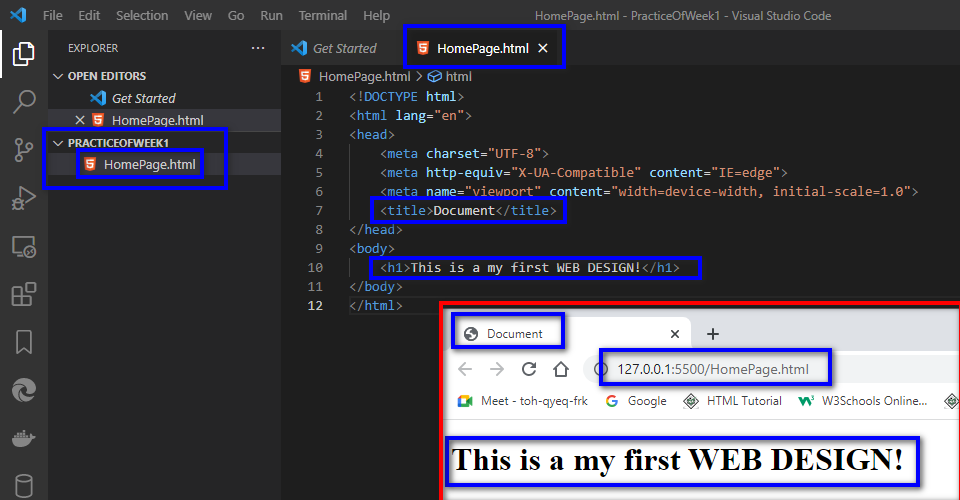 File Edit Selection View Go Run Terminal Help HomePage.html - PracticeOfWeek1 - Visual Studio Code
EXPLORER ···
OPEN EDITORS
Get Started
HomePage.html
PRACTICEOFWEEK1
HomePage.html
Get Started HomePage.html
HomePage.html > html
1 <!DOCTYPE html>
2 <html lang="en">
3 <head>
4 <meta charset="UTF-8">
5 <meta http-equiv="X-UA-Compatible" content="IE=edge">
6 <meta name="viewport" content="width=device-width, initial-scale=1.0">
7 <title>Document</title>
8 </head>
9 <body>
10 <h1>This is a my first WEB DESIGN!</h1>
11 </body>
12 </html>
Document
127.0.0.1:5500/HomePage.html
Meet - toh-qyeq-frk Google HTML Tutorial W3Schools Online...
This is a my first WEB DESIGN!